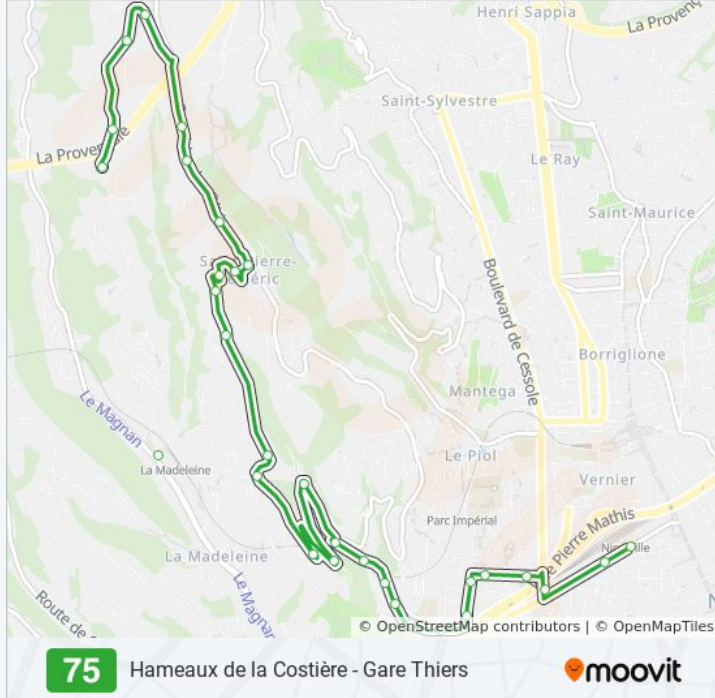 Henri Sappia
La Provenç
Saint-Sylvestre
La Provençale
Le Ray
Saint-Maurice
Boulevard de Cessole
Borriglione
Mantega
Le Magnan
La Madeleine
Le Piol
Vernier
Parc Impérial
Pierre Mathis
La Madeleine
Le Magnan
Route de
© OpenStreetMap contributors | © OpenMapTiles
75 Hameaux de la Costière - Gare Thiers
moovit